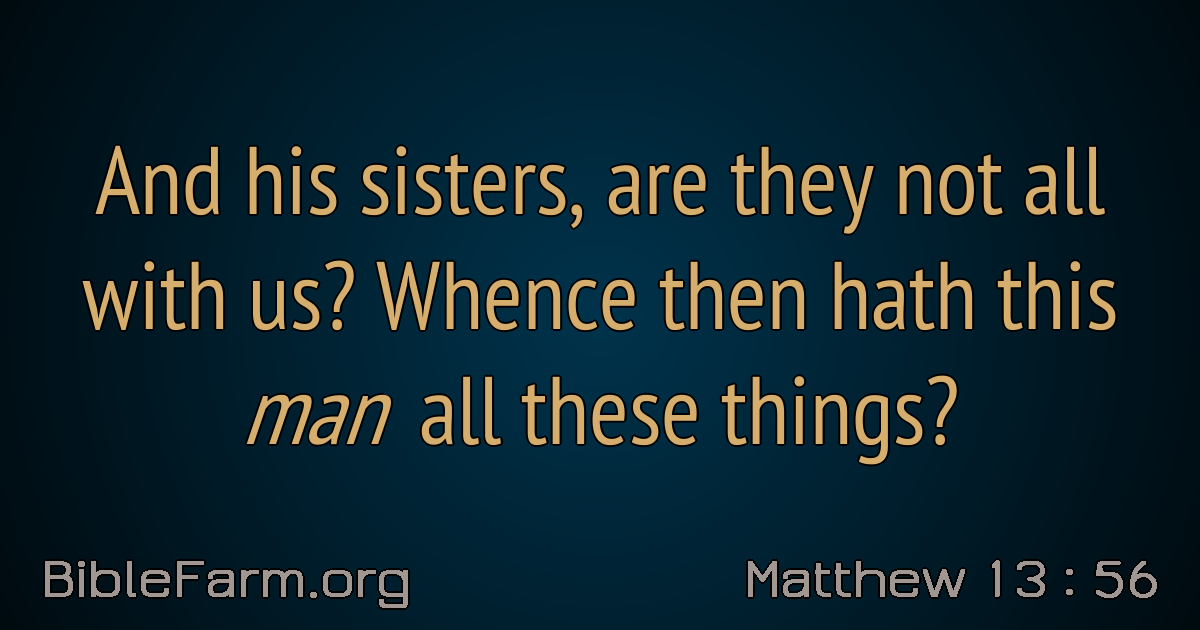 And his sisters, are they not all
with us? Whence then hath this
man all these things?
BibleFarm.org
Matthew 13 : 56